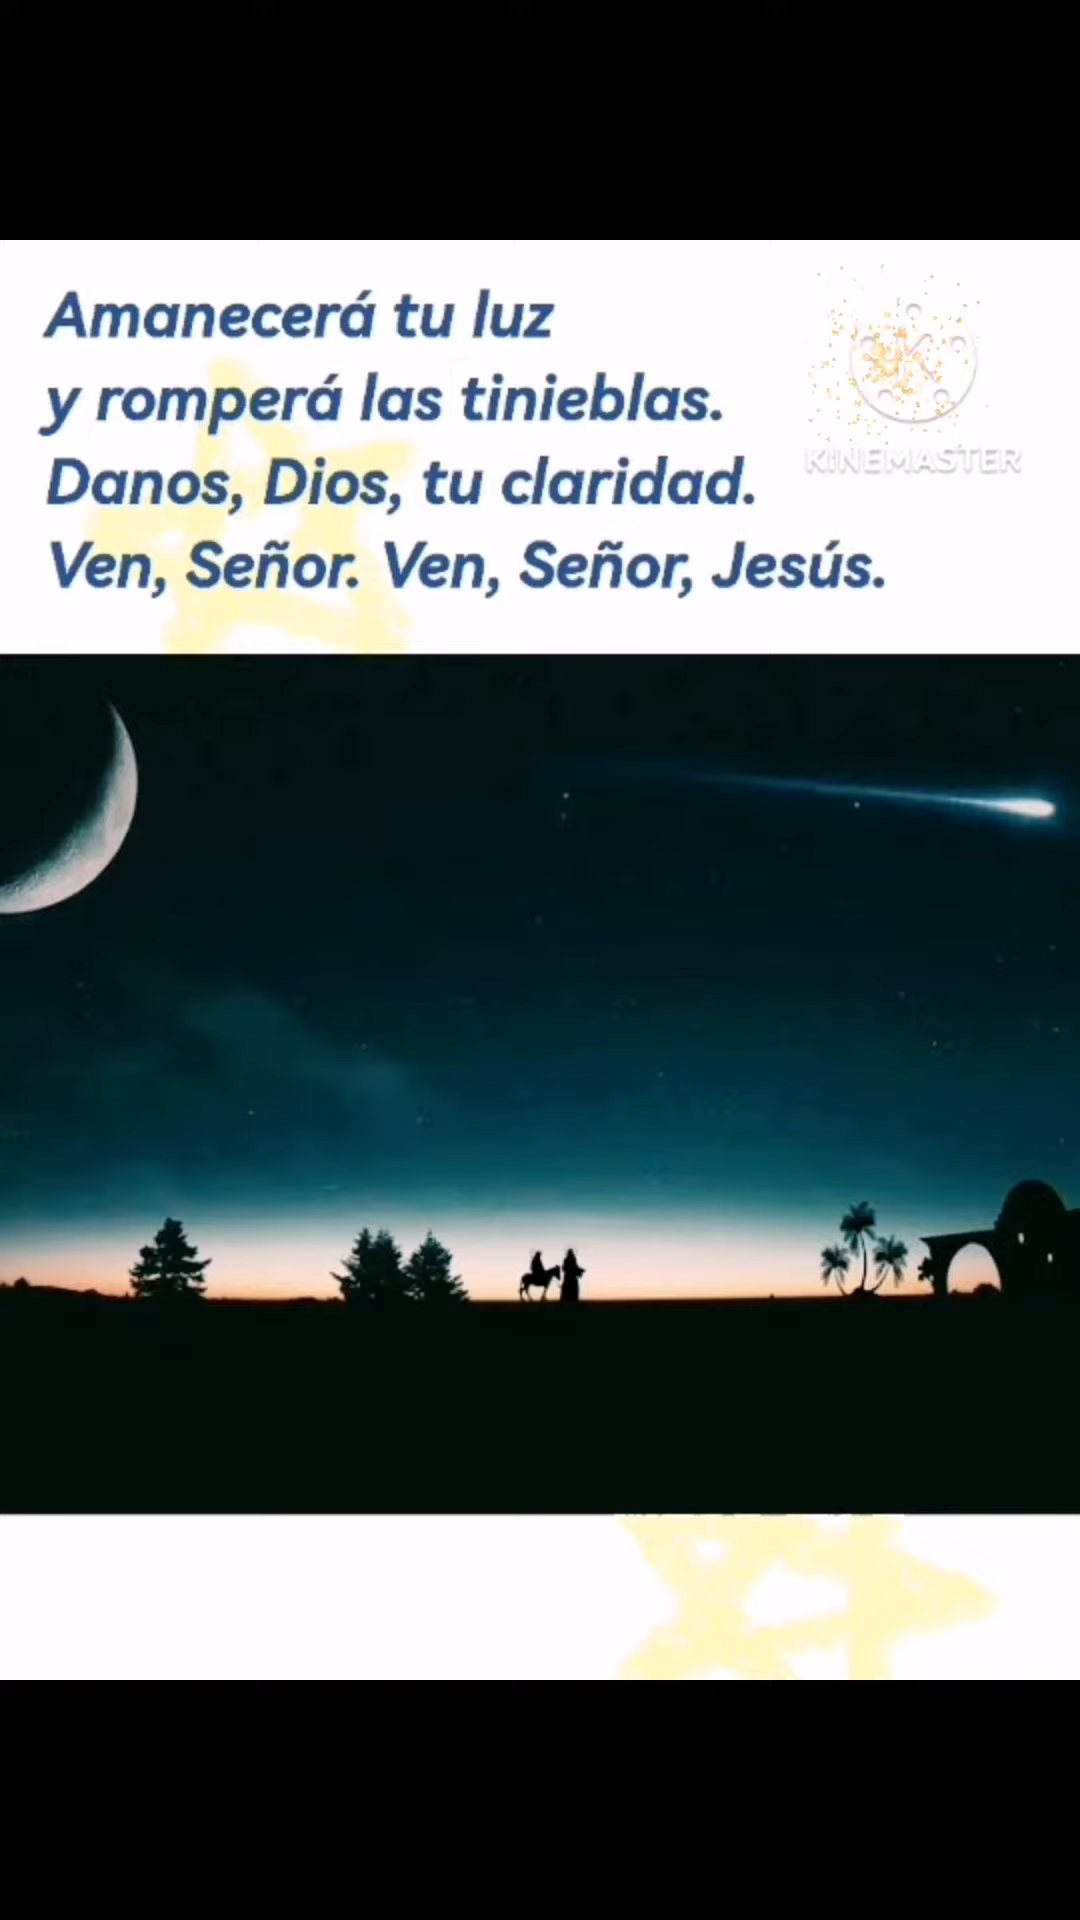 Amanecerá tu luz
y romperá las tinieblas.
Danos, Dios, tu claridad.
Ven, Señor. Ven, Señor, Jesús.
KINEMASTER